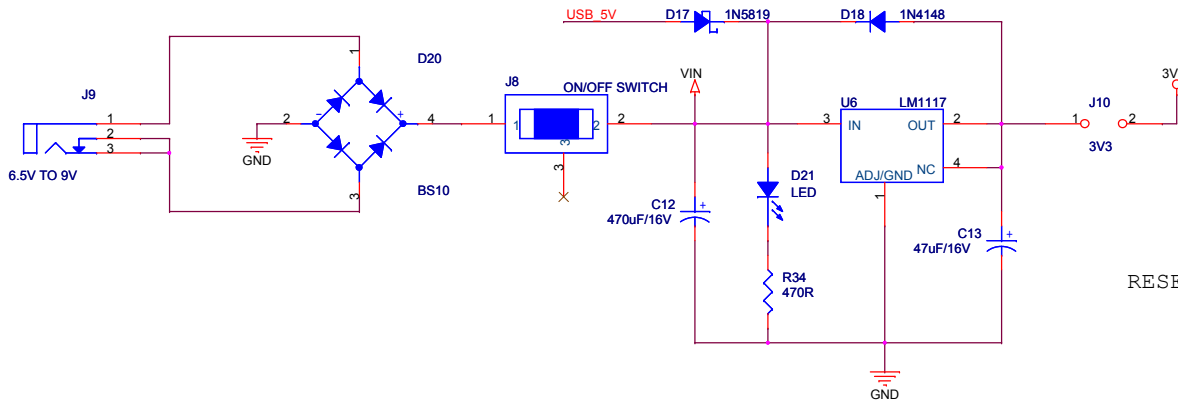 USB_5V
D17
1N5819
D18
1N4148
D20
J8
VIN
3V
J9
1
ON/OFF SWITCH
U6
LM1117
J10
1
2
3
-
+
2
4
1
1
2
3
2
3
IN
OUT
2
1
2
GND
3V3
6.5V TO 9V
3
BS10
3
D21
LED
ADJ/GND
NC
4
1
C12
470uF/16V
+
C13
47uF/16V
+
R34
470R
RESE
GND